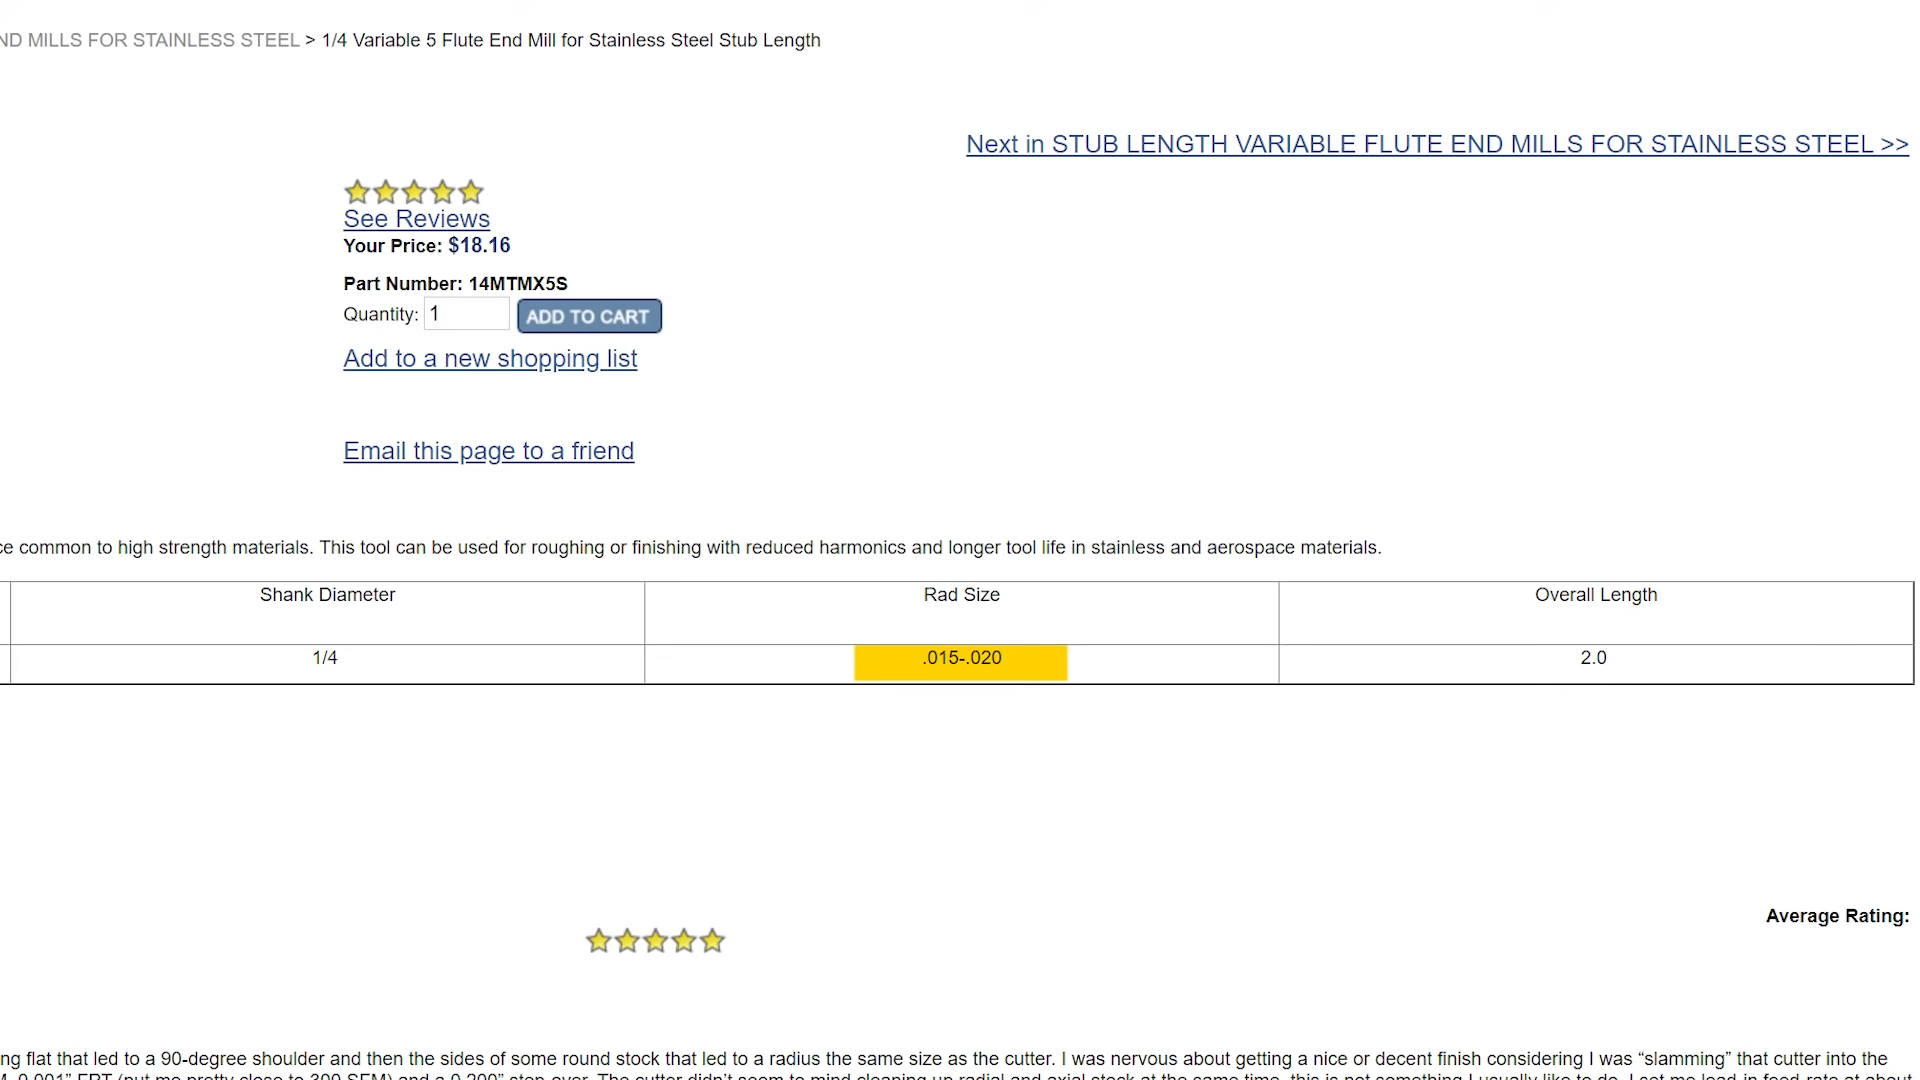 ND MILLS FOR STAINLESS STEEL > 1/4 Variable 5 Flute End Mill for Stainless Steel Stub Length
Next in STUB LENGTH VARIABLE FLUTE END MILLS FOR STAINLESS STEEL >>
See Reviews
Your Price: $18.16
Part Number: 14MTMX5S
Quantity: 1 ADD TO CART
Add to a new shopping list
Email this page to a friend
ce common to high strength materials. This tool can be used for roughing or finishing with reduced harmonics and longer tool life in stainless and aerospace materials.
Shank Diameter Rad Size Overall Length
1/4 .015-.020 2.0
Average Rating:
ng flat that led to a 90-degree shoulder and then the sides of some round stock that led to a radius the same size as the cutter. I was nervous about getting a nice or decent finish considering I was “slamming” that cutter into the